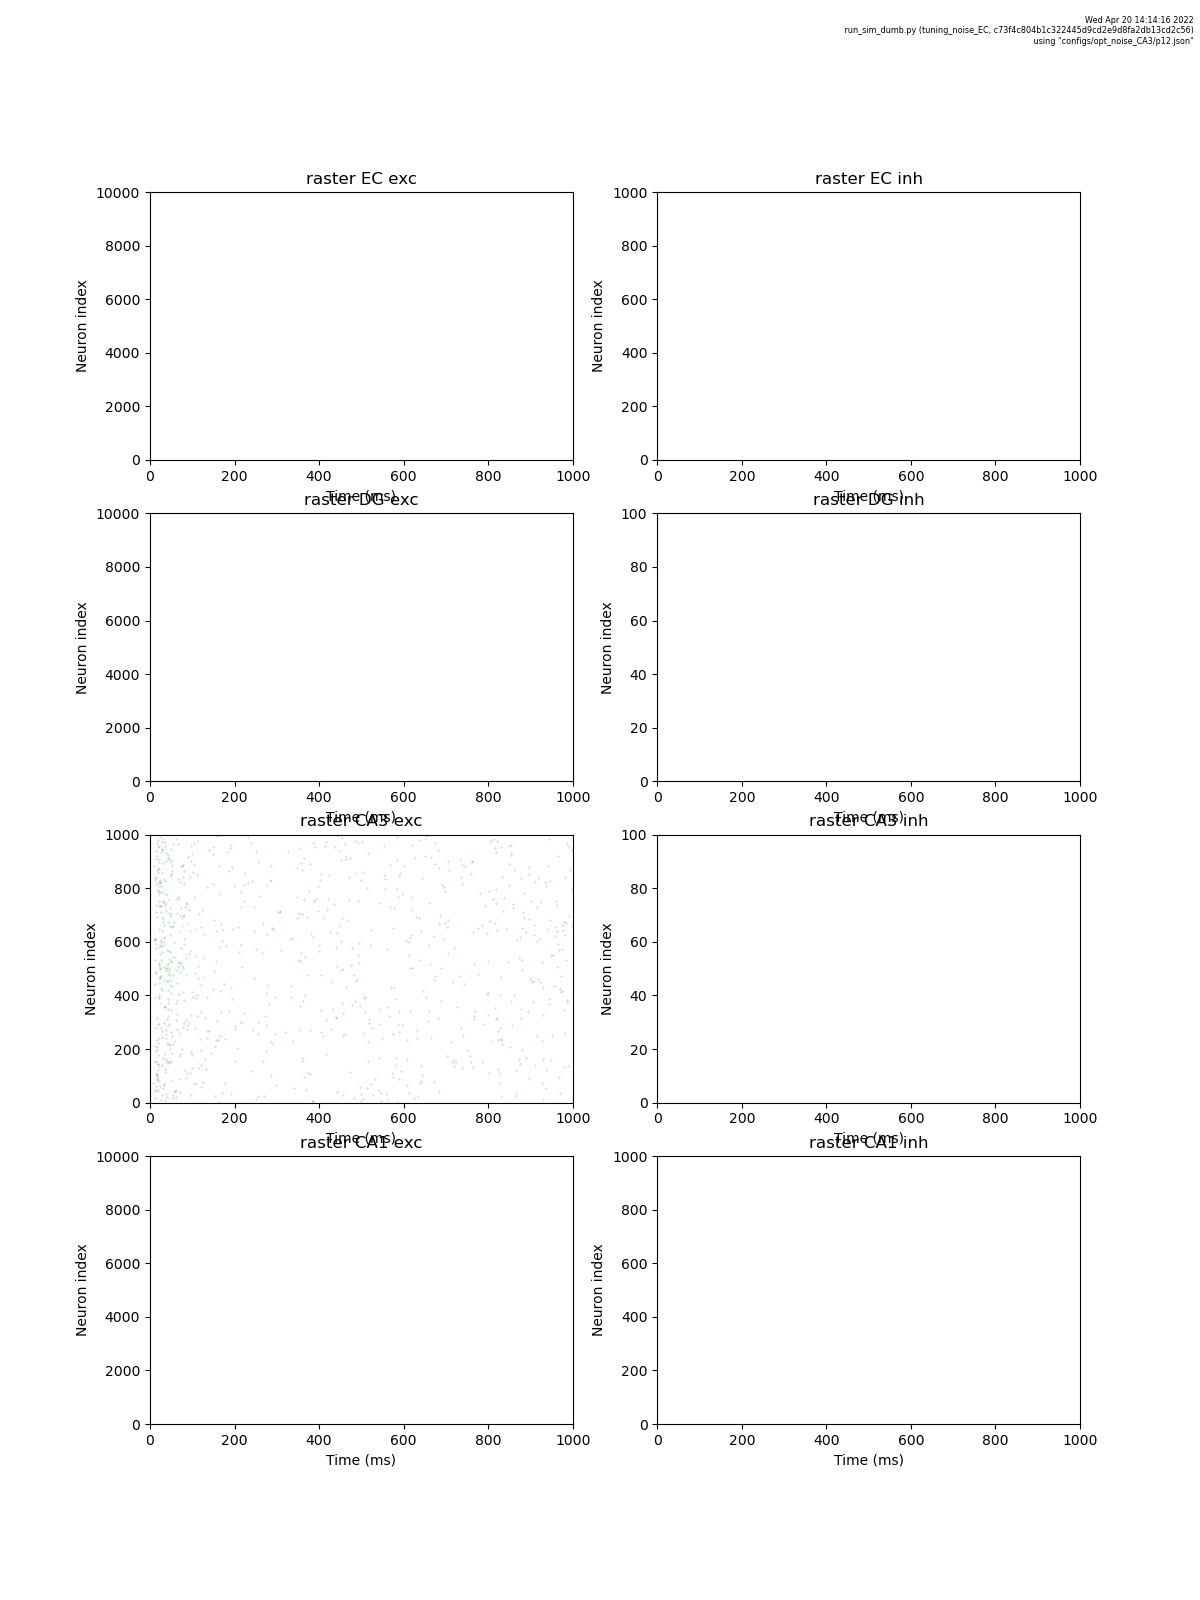 Wed Apr 20 14:14:16 2022
run_sim_dumb.py (tuning_noise_EC, c73f4c804b1c322445d9cd2e9d8fa2db13cd2c56)
using "configs/opt_noise_CA3/p12.json"
raster EC exc
10000
8000
6000
4000
2000
0
Neuron index
0 200 400 600 800 1000
Time (ms)
raster EC inh
1000
800
600
400
200
0
Neuron index
0 200 400 600 800 1000
Time (ms)
raster DG exc
10000
8000
6000
4000
2000
0
Neuron index
0 200 400 600 800 1000
Time (ms)
raster DG inh
100
80
60
40
20
0
Neuron index
0 200 400 600 800 1000
Time (ms)
raster CA3 exc
1000
800
600
400
200
0
Neuron index
0 200 400 600 800 1000
Time (ms)
raster CA3 inh
100
80
60
40
20
0
Neuron index
0 200 400 600 800 1000
Time (ms)
raster CA1 exc
10000
8000
6000
4000
2000
0
Neuron index
0 200 400 600 800 1000
Time (ms)
raster CA1 inh
1000
800
600
400
200
0
Neuron index
0 200 400 600 800 1000
Time (ms)